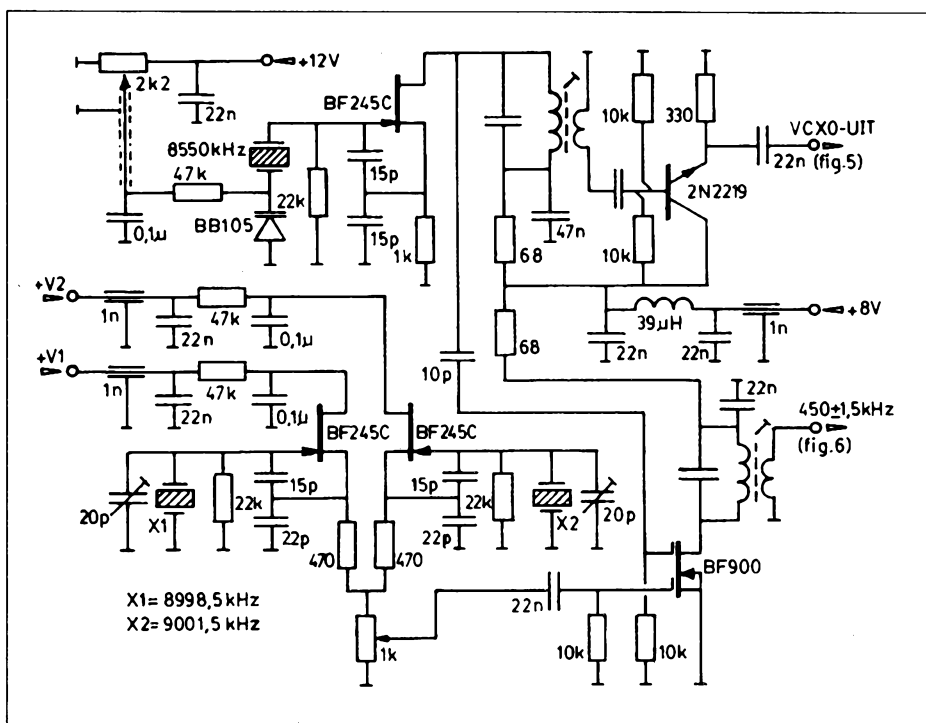 +12V
2k2
22n
BF245C
8550kHz
47k
22k
15p
BB105
0,1µ
15p
1k
10k
330
VCXO-UIT
22n (fig.5)
2N2219
47n
68
10k
+V2
1n
47k
22n
0,1µ
39µH
+8V
22n
22n
1n
68
+V1
1n
47k
22n
0,1µ
10p
22n
450±1,5kHz
(fig.6)
BF245C
BF245C
20p
X1
22k
15p
22p
15p
22k
22p
X2
20p
470
470
BF900
X1= 8998,5 kHz
X2= 9001,5 kHz
22n
1k
10k
10k